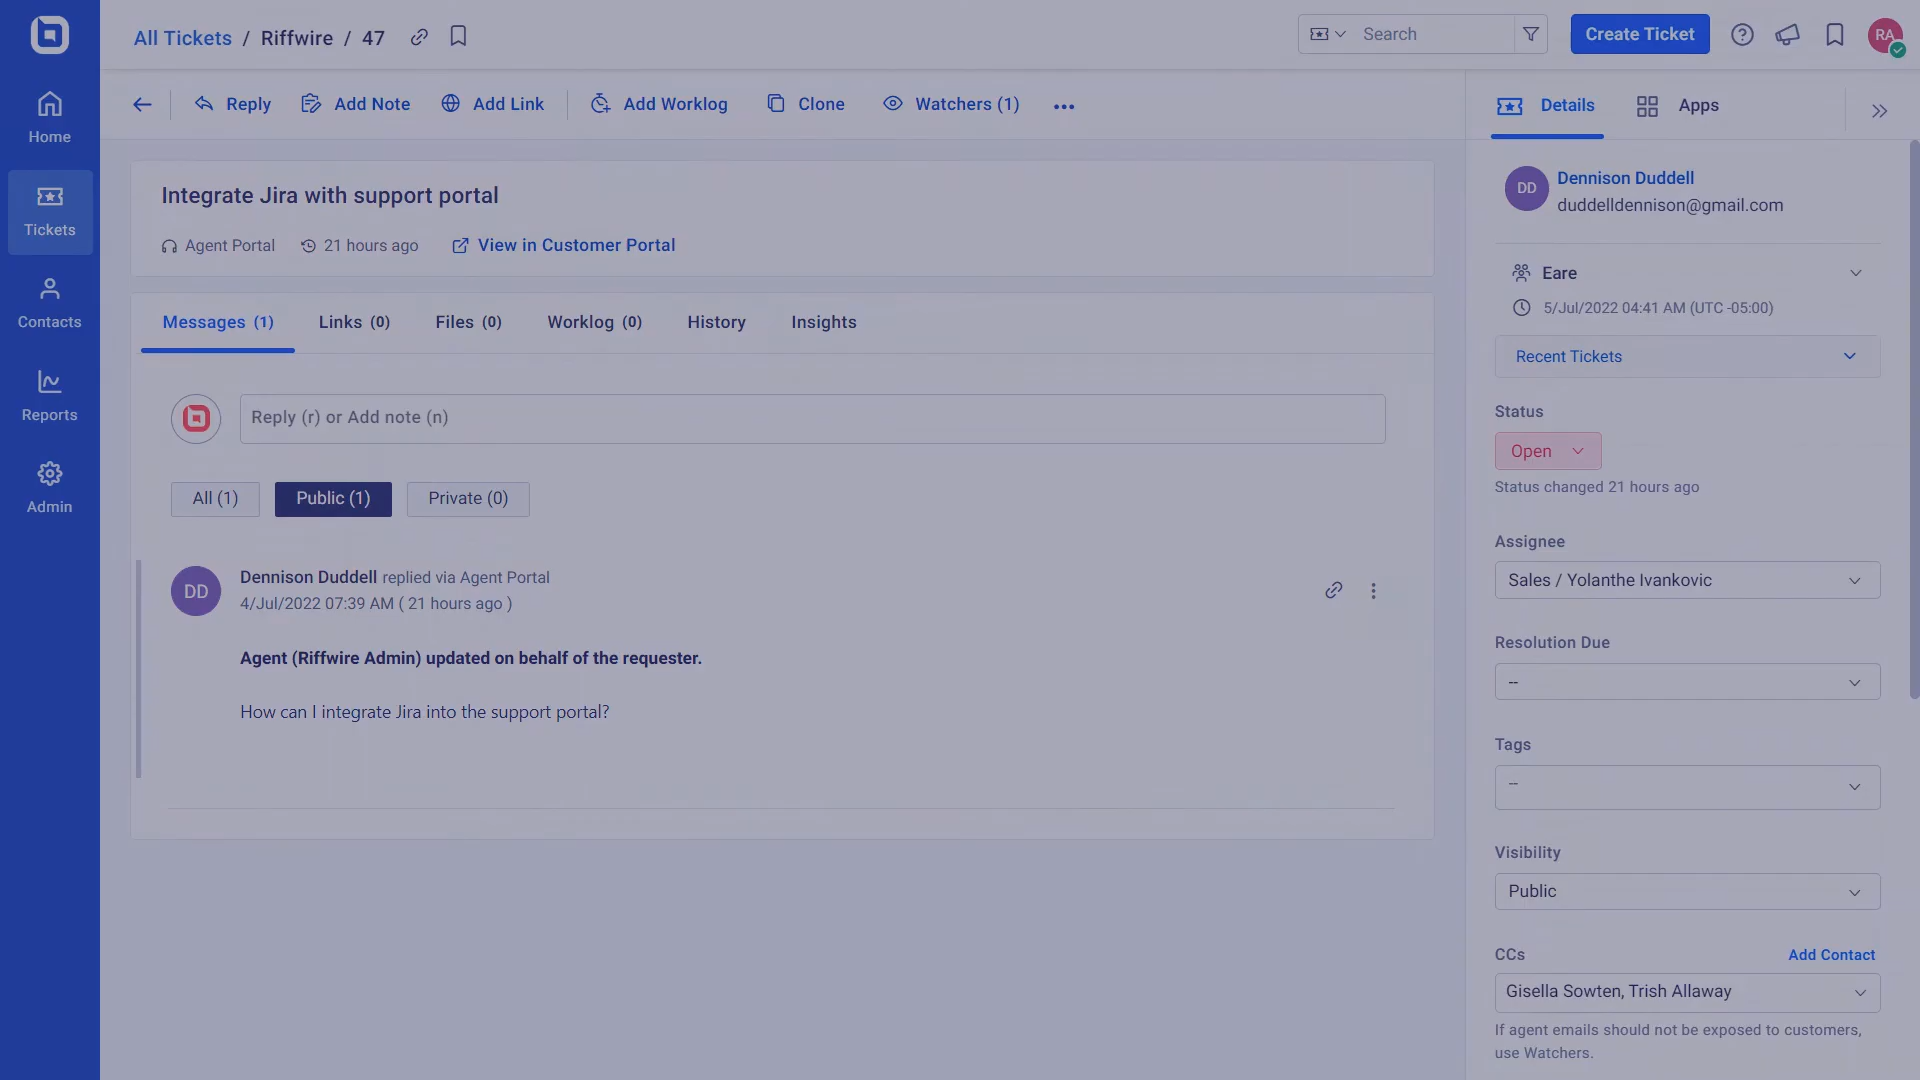 All Tickets / Riffwire / 47
Search
Create Ticket
RA
Home
Tickets
Contacts
Reports
Admin
Reply
Add Note
Add Link
Add Worklog
Clone
Watchers (1)
Integrate Jira with support portal
Agent Portal
21 hours ago
View in Customer Portal
Messages (1)
Links (0)
Files (0)
Worklog (0)
History
Insights
Reply (r) or Add note (n)
All (1)
Public (1)
Private (0)
DD
Dennison Duddell replied via Agent Portal
4/Jul/2022 07:39 AM ( 21 hours ago )
Agent (Riffwire Admin) updated on behalf of the requester.
How can I integrate Jira into the support portal?
Details
Apps
DD
Dennison Duddell
duddelldennison@gmail.com
Eare
5/Jul/2022 04:41 AM (UTC -05:00)
Recent Tickets
Status
Open
Status changed 21 hours ago
Assignee
Sales / Yolanthe Ivankovic
Resolution Due
--
Tags
--
Visibility
Public
CCs
Add Contact
Gisella Sowten, Trish Allaway
If agent emails should not be exposed to customers,
use Watchers.